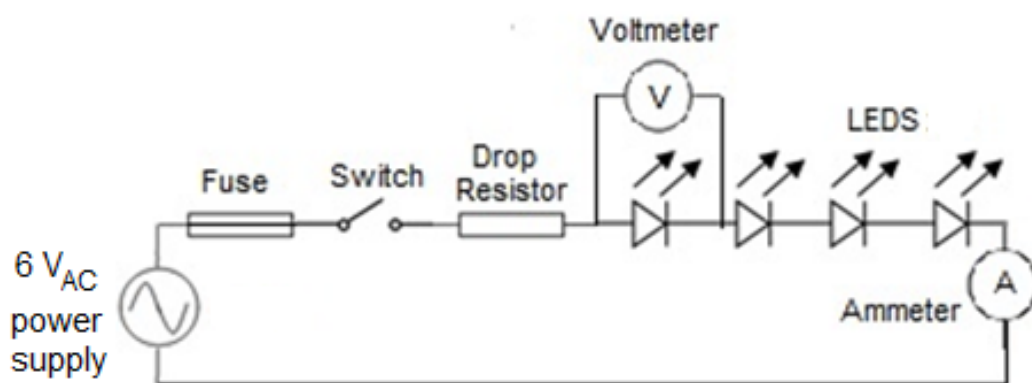 Voltmeter
V
LEDS
Drop
Resistor
Switch
Fuse
6 VAC
power
supply
A
Ammeter